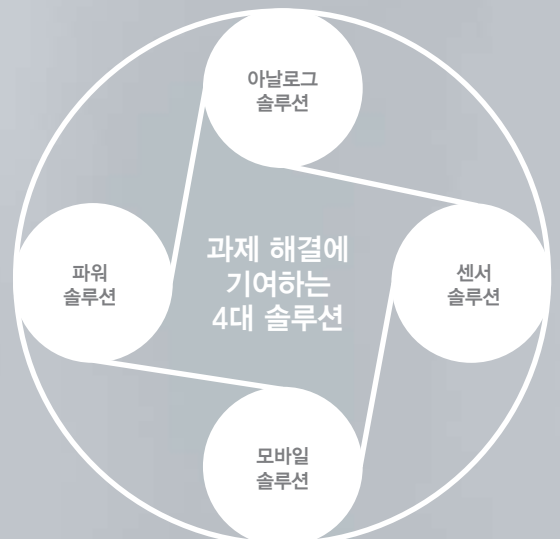 아날로그
솔루션
파워
솔루션
과제 해결에
기여하는
4대 솔루션
센서
솔루션
모바일
솔루션